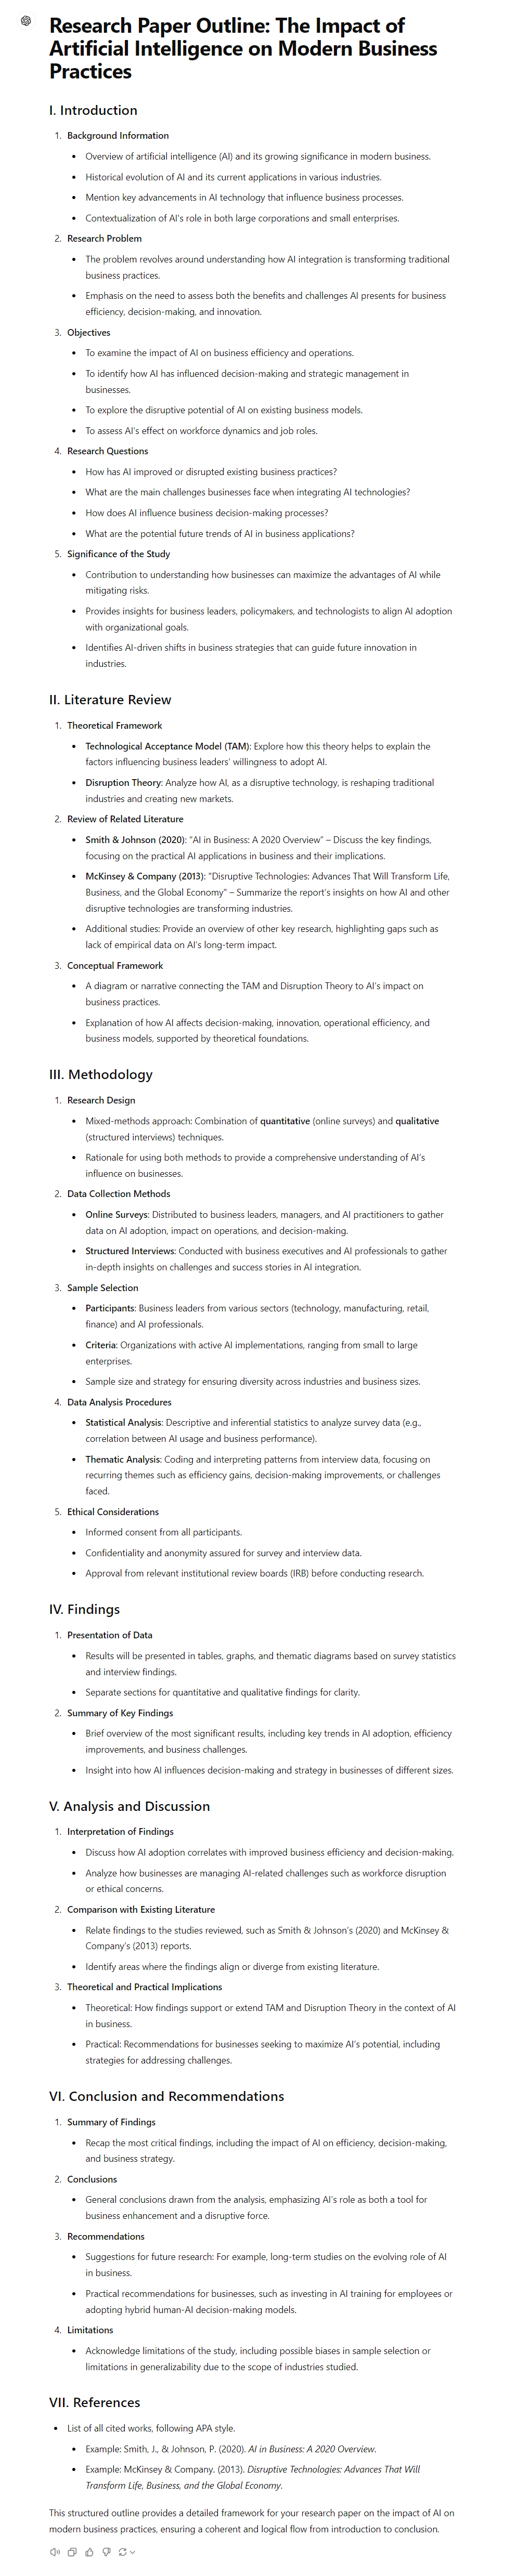 Research Paper Outline: The Impact of
Artificial Intelligence on Modern Business
Practices
I. Introduction
1. Background Information
• Overview of artificial intelligence (AI) and its growing significance in modern business.
• Historical evolution of AI and its current applications in various industries.
• Mention key advancements in AI technology that influence business processes.
• Contextualization of AI's role in both large corporations and small enterprises.
2. Research Problem
• The problem revolves around understanding how AI integration is transforming traditional
business practices.
• Emphasis on the need to assess both the benefits and challenges AI presents for business
efficiency, decision-making, and innovation.
3. Objectives
• To examine the impact of AI on business efficiency and operations.
• To identify how AI has influenced decision-making and strategic management in
businesses.
• To explore the disruptive potential of AI on existing business models.
• To assess AI's effect on workforce dynamics and job roles.
4. Research Questions
• How has AI improved or disrupted existing business practices?
• What are the main challenges businesses face when integrating AI technologies?
• How does AI influence business decision-making processes?
• What are the potential future trends of AI in business applications?
5. Significance of the Study
• Contribution to understanding how businesses can maximize the advantages of AI while
mitigating risks.
• Provides insights for business leaders, policymakers, and technologists to align AI adoption
with organizational goals.
• Identifies AI-driven shifts in business strategies that can guide future innovation in
industries.
II. Literature Review
1. Theoretical Framework
• Technological Acceptance Model (TAM): Explore how this theory helps to explain the
factors influencing business leaders' willingness to adopt AI.
• Disruption Theory: Analyze how AI, as a disruptive technology, is reshaping traditional
industries and creating new markets.
2. Review of Related Literature
• Smith & Johnson (2020): "AI in Business: A 2020 Overview" – Discuss the key findings,
focusing on the practical AI applications in business and their implications.
• McKinsey & Company (2013): "Disruptive Technologies: Advances That Will Transform Life,
Business, and the Global Economy" – Summarize the report's insights on how AI and other
disruptive technologies are transforming industries.
• Additional studies: Provide an overview of other key research, highlighting gaps such as
lack of empirical data on AI's long-term impact.
3. Conceptual Framework
• A diagram or narrative connecting the TAM and Disruption Theory to AI's impact on
business practices.
• Explanation of how AI affects decision-making, innovation, operational efficiency, and
business models, supported by theoretical foundations.
III. Methodology
1. Research Design
• Mixed-methods approach: Combination of quantitative (online surveys) and qualitative
(structured interviews) techniques.
• Rationale for using both methods to provide a comprehensive understanding of AI's
influence on businesses.
2. Data Collection Methods
• Online Surveys: Distributed to business leaders, managers, and AI practitioners to gather
data on AI adoption, impact on operations, and decision-making.
• Structured Interviews: Conducted with business executives and AI professionals to gather
in-depth insights on challenges and success stories in AI integration.
3. Sample Selection
• Participants: Business leaders from various sectors (technology, manufacturing, retail,
finance) and AI professionals.
• Criteria: Organizations with active AI implementations, ranging from small to large
enterprises.
• Sample size and strategy for ensuring diversity across industries and business sizes.
4. Data Analysis Procedures
• Statistical Analysis: Descriptive and inferential statistics to analyze survey data (e.g.,
correlation between AI usage and business performance).
• Thematic Analysis: Coding and interpreting patterns from interview data, focusing on
recurring themes such as efficiency gains, decision-making improvements, or challenges
faced.
5. Ethical Considerations
• Informed consent from all participants.
• Confidentiality and anonymity assured for survey and interview data.
• Approval from relevant institutional review boards (IRB) before conducting research.
IV. Findings
1. Presentation of Data
• Results will be presented in tables, graphs, and thematic diagrams based on survey statistics
and interview findings.
• Separate sections for quantitative and qualitative findings for clarity.
2. Summary of Key Findings
• Brief overview of the most significant results, including key trends in AI adoption, efficiency
improvements, and business challenges.
• Insight into how AI influences decision-making and strategy in businesses of different sizes.
V. Analysis and Discussion
1. Interpretation of Findings
• Discuss how AI adoption correlates with improved business efficiency and decision-making.
• Analyze how businesses are managing AI-related challenges such as workforce disruption
or ethical concerns.
2. Comparison with Existing Literature
• Relate findings to the studies reviewed, such as Smith & Johnson's (2020) and McKinsey &
Company's (2013) reports.
• Identify areas where the findings align or diverge from existing literature.
3. Theoretical and Practical Implications
• Theoretical: How findings support or extend TAM and Disruption Theory in the context of AI
in business.
• Practical: Recommendations for businesses seeking to maximize AI's potential, including
strategies for addressing challenges.
VI. Conclusion and Recommendations
1. Summary of Findings
• Recap the most critical findings, including the impact of AI on efficiency, decision-making,
and business strategy.
2. Conclusions
• General conclusions drawn from the analysis, emphasizing AI's role as both a tool for
business enhancement and a disruptive force.
3. Recommendations
• Suggestions for future research: For example, long-term studies on the evolving role of AI
in business.
• Practical recommendations for businesses, such as investing in AI training for employees or
adopting hybrid human-AI decision-making models.
4. Limitations
• Acknowledge limitations of the study, including possible biases in sample selection or
limitations in generalizability due to the scope of industries studied.
VII. References
• List of all cited works, following APA style.
• Example: Smith, J., & Johnson, P. (2020). AI in Business: A 2020 Overview.
• Example: McKinsey & Company. (2013). Disruptive Technologies: Advances That Will
Transform Life, Business, and the Global Economy.
This structured outline provides a detailed framework for your research paper on the impact of AI on
modern business practices, ensuring a coherent and logical flow from introduction to conclusion.